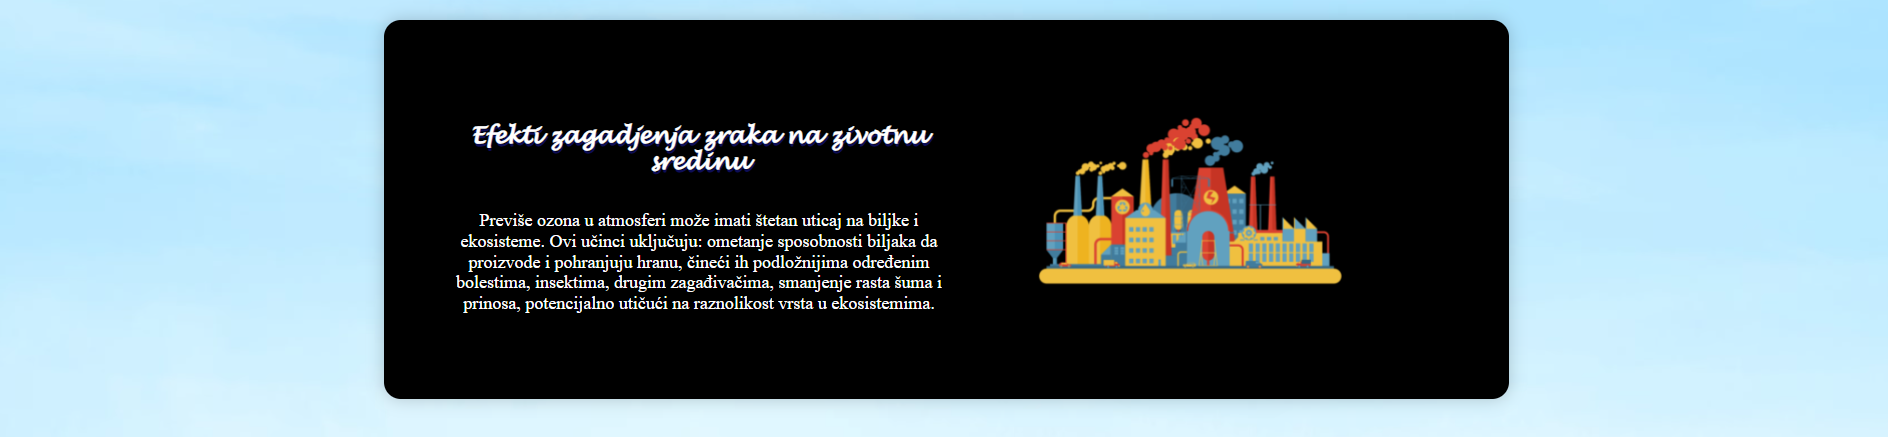 Efekti zagadjenja zraka na zivotnu
sredinu
Previše ozona u atmosferi može imati štetan uticaj na biljke i
ekosisteme. Ovi učinci uključuju: ometanje sposobnosti biljaka da
proizvode i pohranjuju hranu, čineći ih podložnijima određenim
bolestima, insektima, drugim zagađivačima, smanjenje rasta šuma i
prinosa, potencijalno utičući na raznolikost vrsta u ekosistemima.